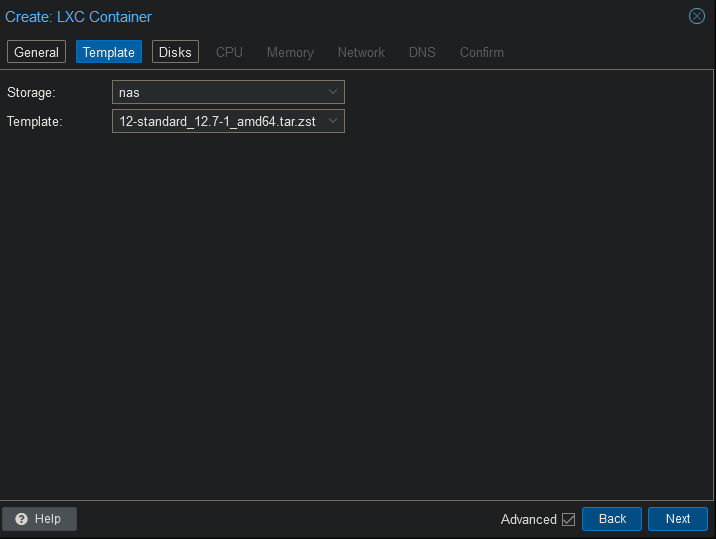 Create: LXC Container
General Template Disks CPU Memory Network DNS Confirm
Storage: nas
Template: 12-standard_12.7-1_amd64.tar.zst
Help Advanced Back Next